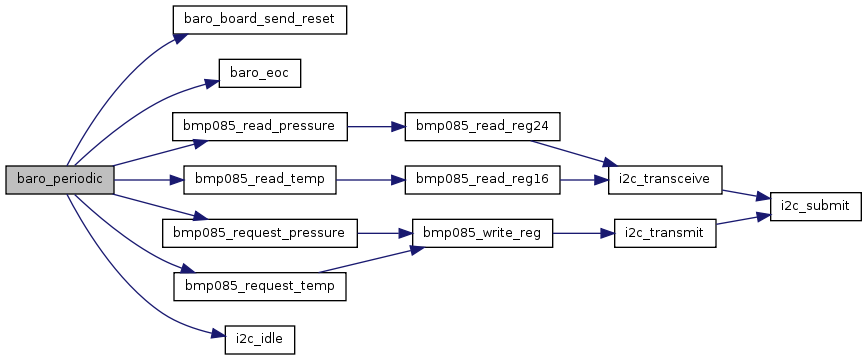 baro_periodic
baro_board_send_reset
baro_eoc
bmp085_read_pressure
bmp085_read_temp
bmp085_request_pressure
bmp085_request_temp
i2c_idle
bmp085_read_reg24
bmp085_read_reg16
bmp085_write_reg
i2c_transceive
i2c_transmit
i2c_submit